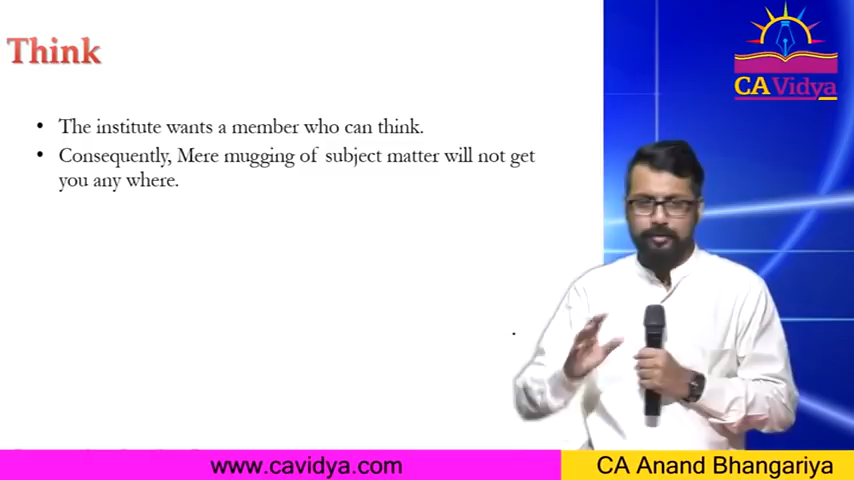 Think
CA Vidya
• The institute wants a member who can think.
• Consequently, Mere mugging of subject matter will not get
you any where.
www.cavidya.com
CA Anand Bhangariya